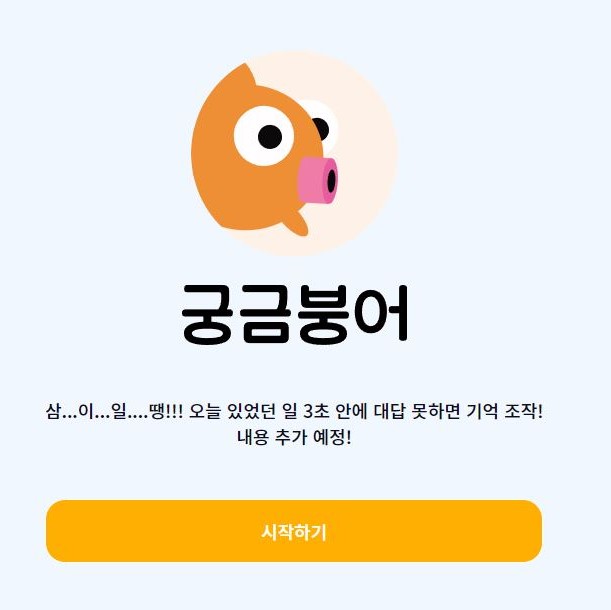 궁금붕어
삼...이...일....땡!!! 오늘 있었던 일 3초 안에 대답 못하면 기억 조작!
내용 추가 예정!
시작하기